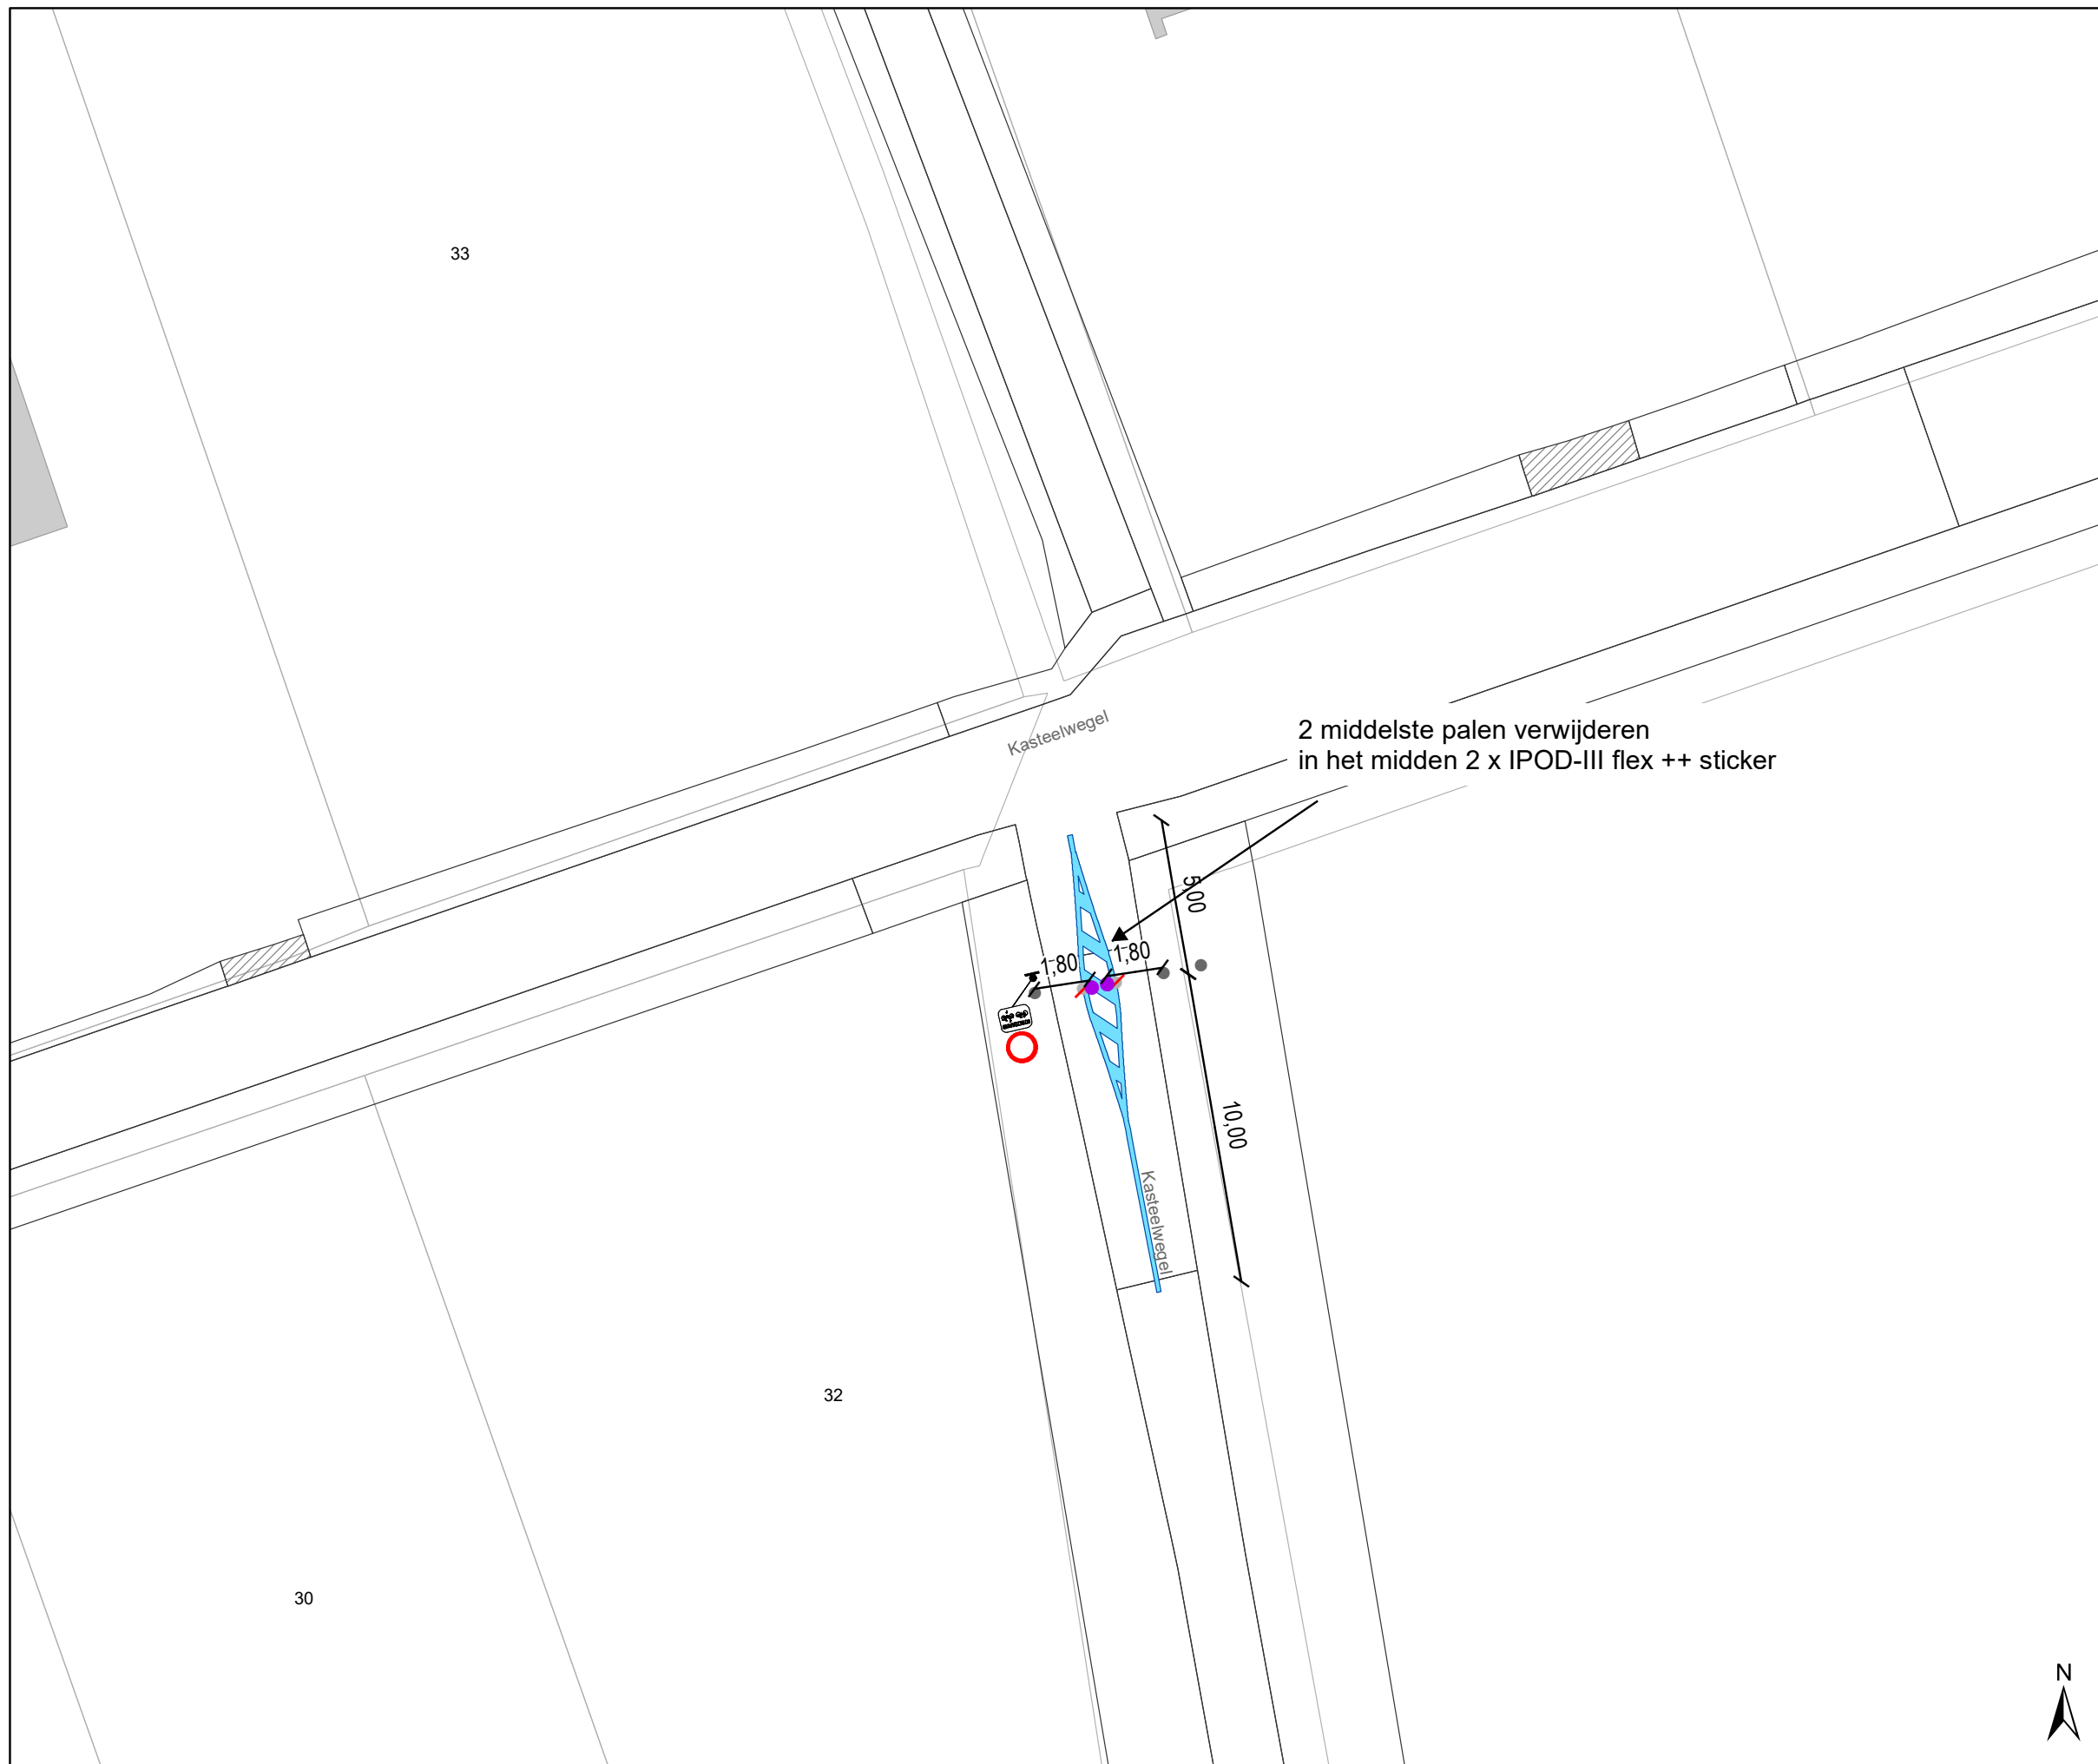 33
Kasteelwegel
2 middelste palen verwijderen
in het midden 2 x IPOD-III flex ++ sticker
5,00
1,80
1,80
10,00
Kasteelwegel
32
30
N